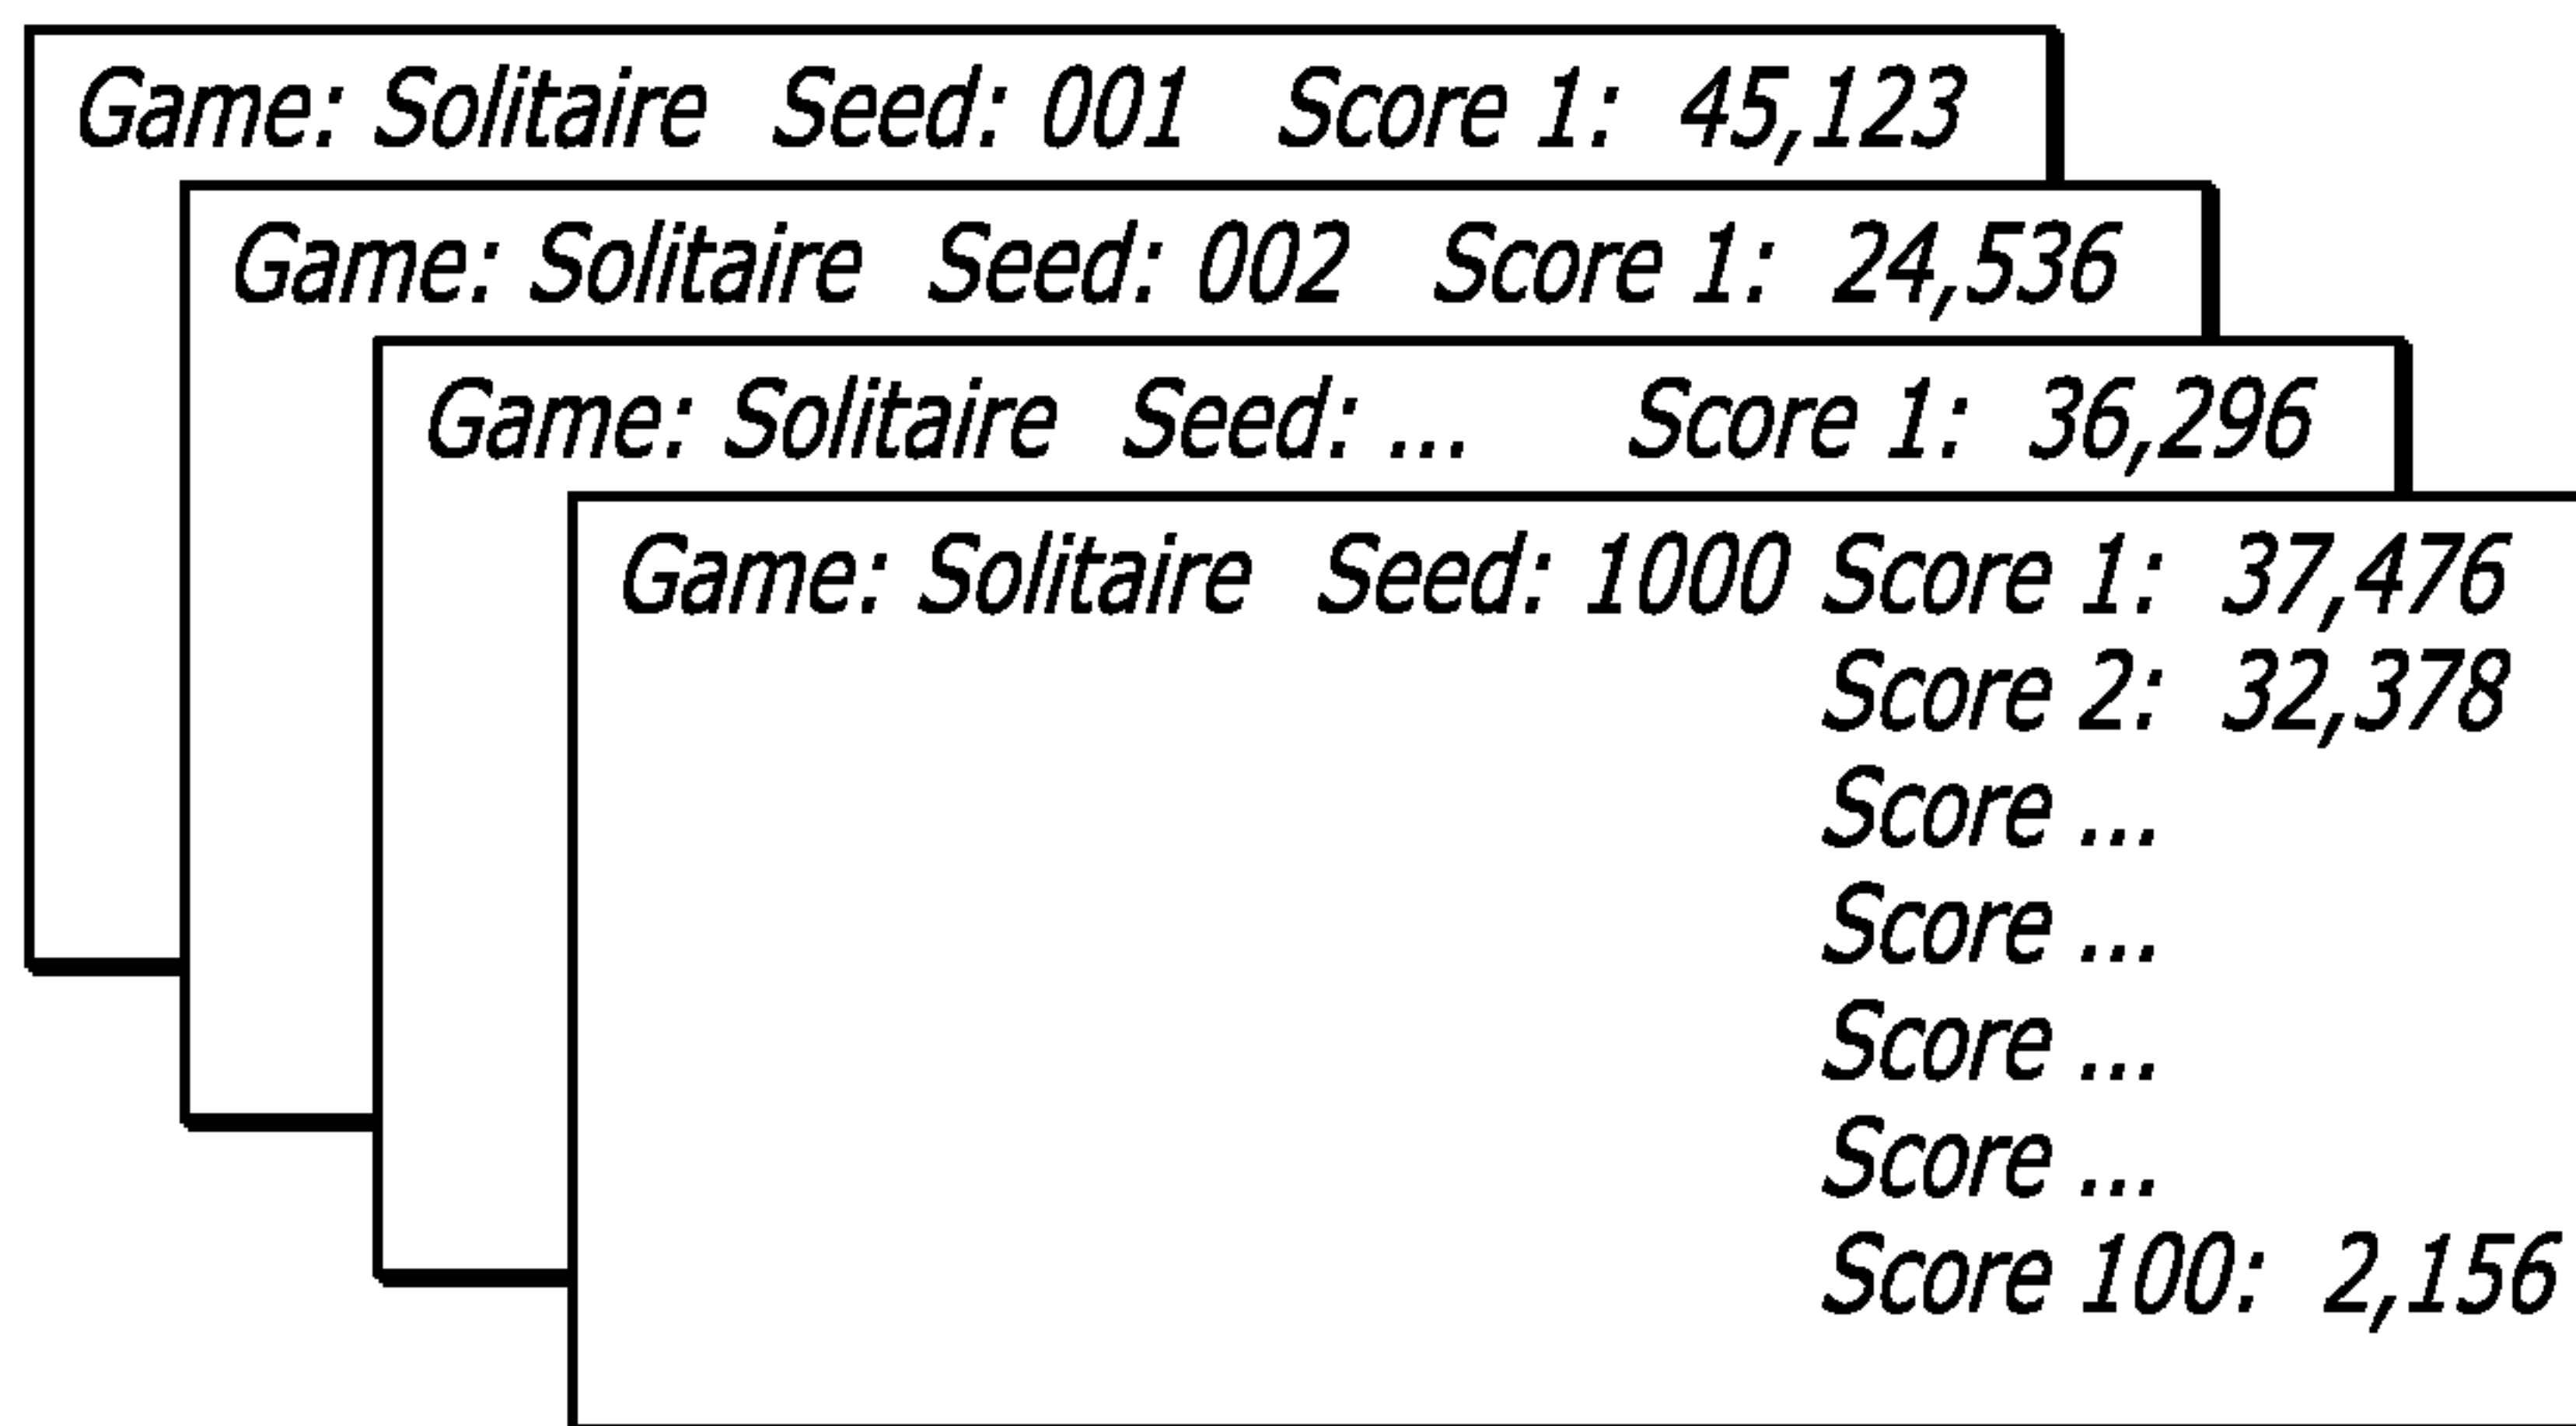 Game: Solitaire Seed: 001 Score 1: 45,123
Game: Solitaire Seed: 002 Score 1: 24,536
Game: Solitaire Seed: ... Score 1: 36,296
Game: Solitaire Seed: 1000 Score 1: 37,476
Score 2: 32,378
Score ...
Score ...
Score ...
Score ...
Score 100: 2,156